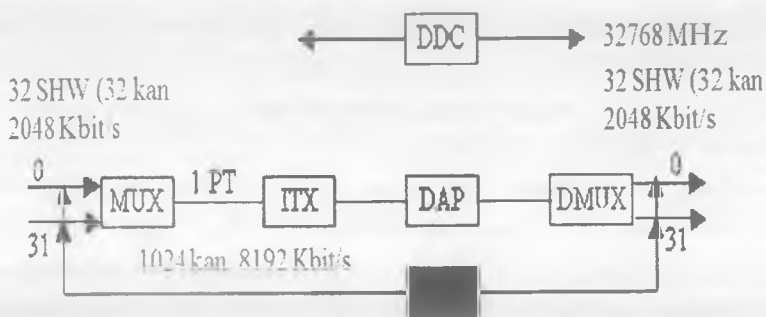 DDC
32768 MHz
32 SHW (32 kan
2048 Kbit/s
32 SHW (32 kan
2048 Kbit/s
0
31
MUX
1 PT
ITX
DAP
DMUX
0
31
1024 kan 8192 Kbit/s